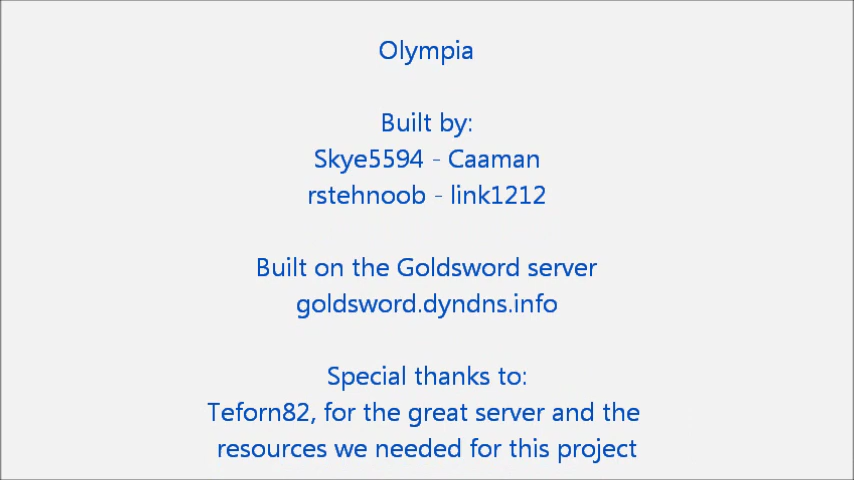 Olympia
Built by:
Skye5594 - Caaman
rstehnoob - link1212
Built on the Goldsword server
goldsword.dyndns.info
Special thanks to:
Teforn82, for the great server and the
resources we needed for this project